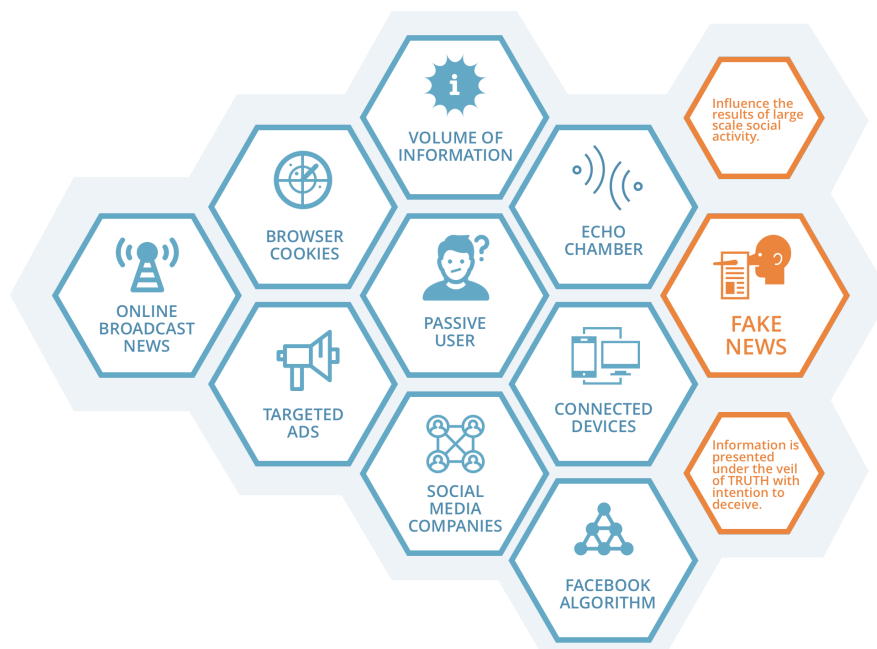 i
VOLUME OF
INFORMATION
Influence the
results of large
scale social
activity.
BROWSER
COOKIES
ECHO
CHAMBER
ONLINE
BROADCAST
NEWS
?
PASSIVE
USER
FAKE
NEWS
TARGETED
ADS
CONNECTED
DEVICES
SOCIAL
MEDIA
COMPANIES
Information is
presented
under the veil
of TRUTH with
intention to
deceive.
FACEBOOK
ALGORITHM